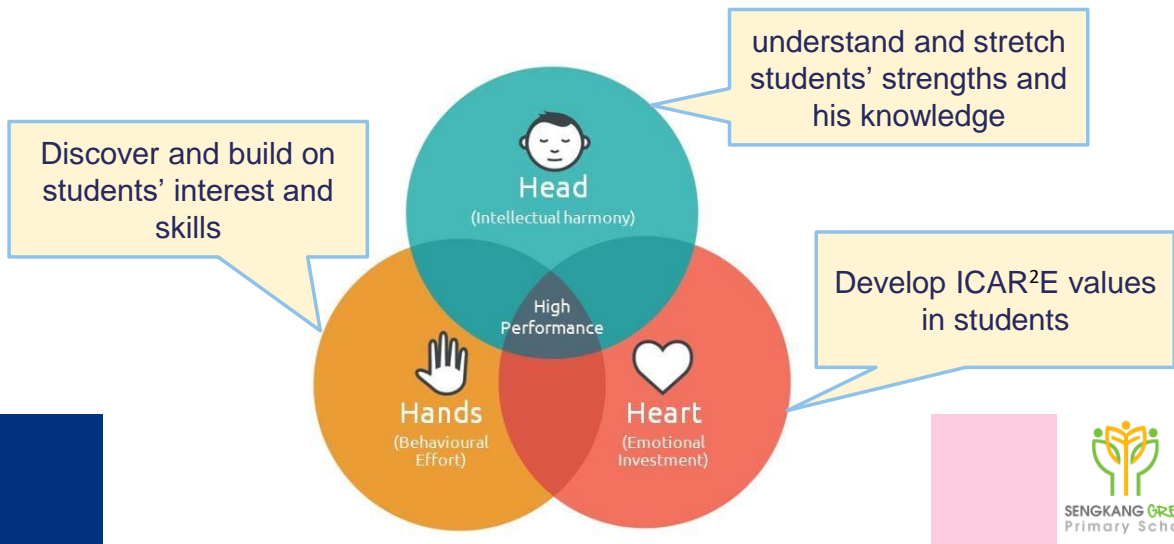 understand and stretch
students’ strengths and
his knowledge
Discover and build on
students’ interest and
skills
Head
(Intellectual harmony)
Develop ICAR²E values
in students
High
Performance
Hands
(Behavioural
Effort)
Heart
(Emotional
Investment)
SENGKANG
Primary